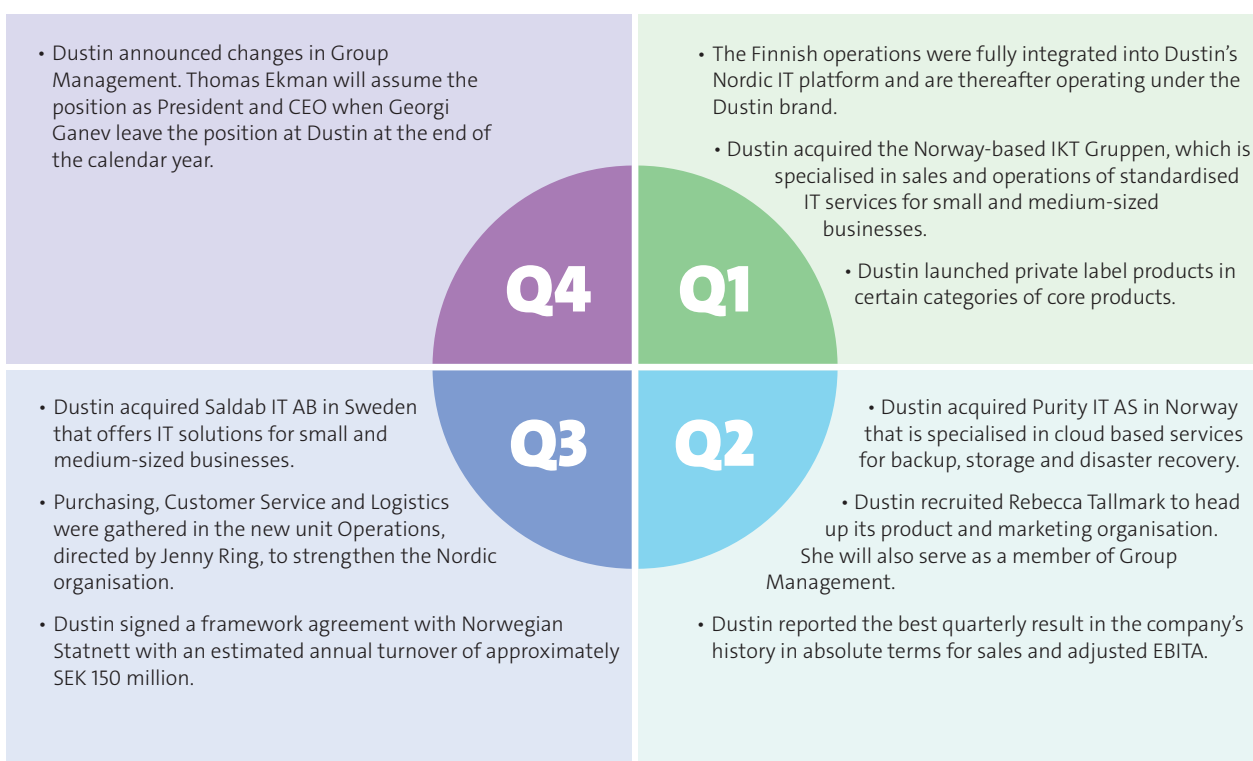 • Dustin announced changes in Group
Management. Thomas Ekman will assume the
position as President and CEO when Georgi
Ganev leave the position at Dustin at the end of
the calendar year.
Q4
• The Finnish operations were fully integrated into Dustin’s
Nordic IT platform and are thereafter operating under the
Dustin brand.
• Dustin acquired the Norway-based IKT Gruppen, which is
specialised in sales and operations of standardised
IT services for small and medium-sized
businesses.
• Dustin launched private label products in
certain categories of core products.
Q1
• Dustin acquired Saldab IT AB in Sweden
that offers IT solutions for small and
medium-sized businesses.
• Purchasing, Customer Service and Logistics
were gathered in the new unit Operations,
directed by Jenny Ring, to strengthen the Nordic
organisation.
• Dustin signed a framework agreement with Norwegian
Statnett with an estimated annual turnover of approximately
SEK 150 million.
Q3
Q2
• Dustin acquired Purity IT AS in Norway
that is specialised in cloud based services
for backup, storage and disaster recovery.
• Dustin recruited Rebecca Tallmark to head
up its product and marketing organisation.
She will also serve as a member of Group
Management.
• Dustin reported the best quarterly result in the company’s
history in absolute terms for sales and adjusted EBITA.